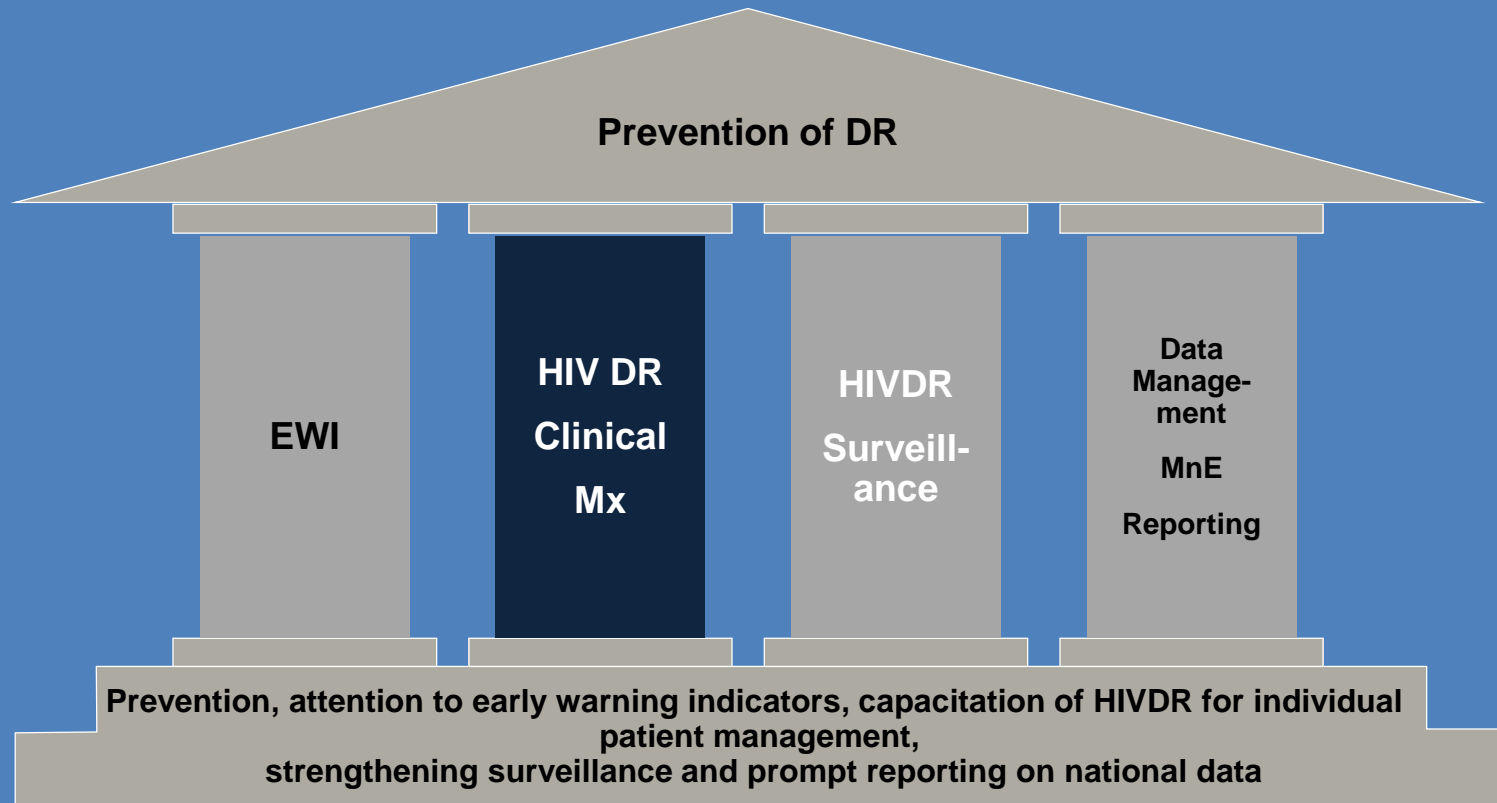 Prevention of DR
EWI
HIV DR
Clinical
Mx
HIVDR
Surveill-
ance
Data
Manage-
ment
MnE
Reporting
Prevention, attention to early warning indicators, capacitation of HIVDR for individual
patient management,
strengthening surveillance and prompt reporting on national data